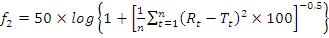 f₂ = 50 × log{1 + [1/n ∑ₜ₌₁ⁿ (Rₜ − Tₜ)² × 100]^−0.5}